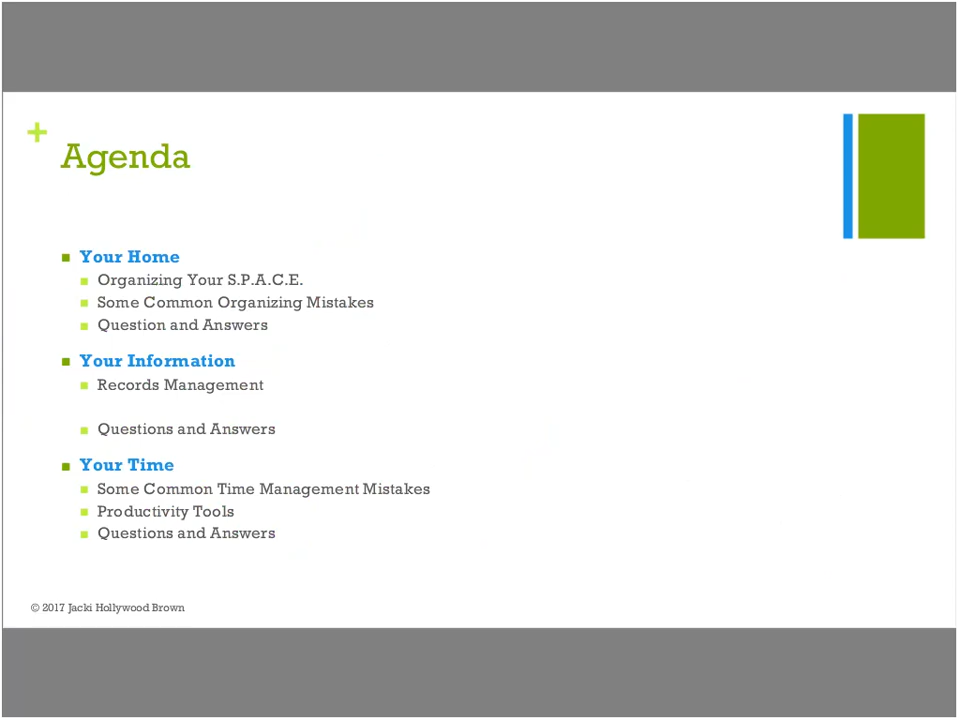 +
Agenda
Your Home
Organizing Your S.P.A.C.E.
Some Common Organizing Mistakes
Question and Answers
Your Information
Records Management
Questions and Answers
Your Time
Some Common Time Management Mistakes
Productivity Tools
Questions and Answers
© 2017 Jacki Hollywood Brown